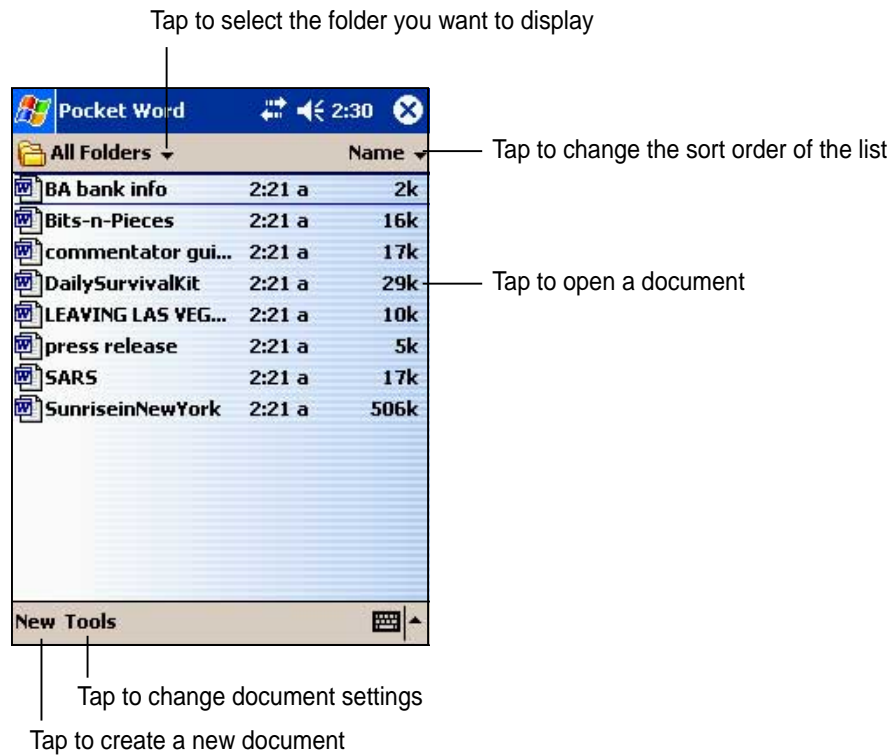 Tap to select the folder you want to display
Pocket Word 2:30
All Folders Name
Tap to change the sort order of the list
BA bank info 2:21 a 2k
Bits-n-Pieces 2:21 a 16k
commentator gui... 2:21 a 17k
DailySurvivalKit 2:21 a 29k
Tap to open a document
LEAVING LAS VEG... 2:21 a 10k
press release 2:21 a 5k
SARS 2:21 a 17k
SunriseinNewYork 2:21 a 506k
New Tools
Tap to change document settings
Tap to create a new document